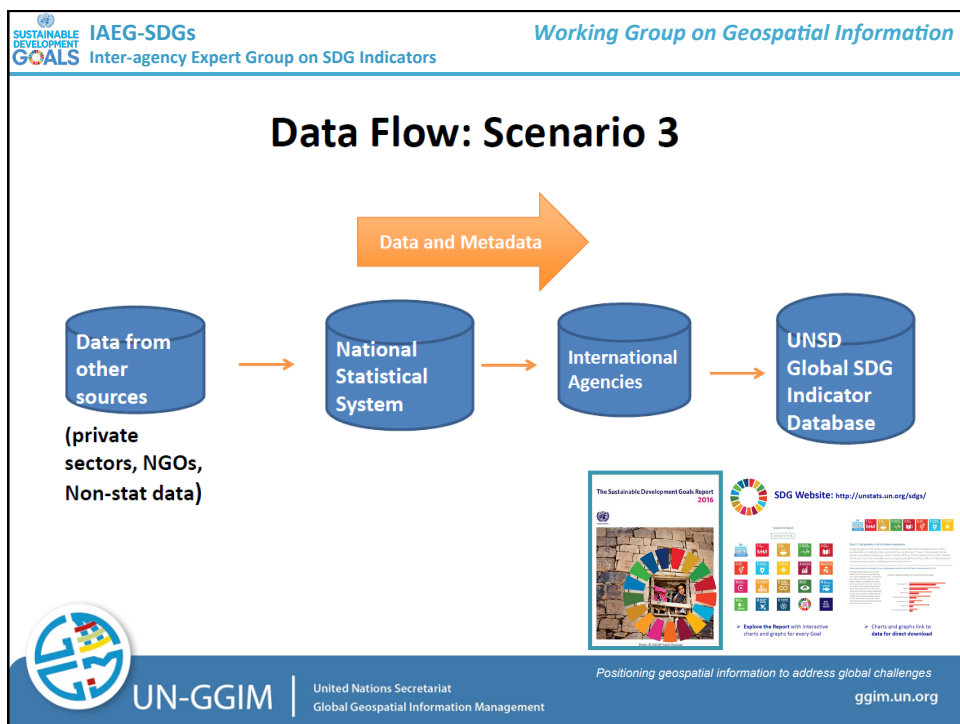 SUSTAINABLE
DEVELOPMENT
GOALS
IAEG-SDGs
Inter-agency Expert Group on SDG Indicators
Working Group on Geospatial Information
Data Flow: Scenario 3
Data and Metadata
Data from
other
sources
National
Statistical
System
International
Agencies
UNSD
Global SDG
Indicator
Database
(private
sectors, NGOs,
Non-stat data)
The Sustainable Development Goals Report
2016
SDG Website: http://unstats.un.org/sdgs/
Explore the Report with interactive
charts and graphs for every Goal
Charts and graphs link to
data for direct download
Positioning geospatial information to address global challenges
UN-GGIM
United Nations Secretariat
Global Geospatial Information Management
ggim.un.org